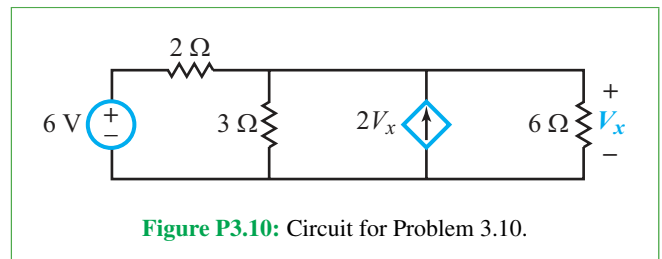 2 Ω
+
6 V
+
−
3 Ω
2Vₓ
6 Ω
Vₓ
−
Figure P3.10: Circuit for Problem 3.10.